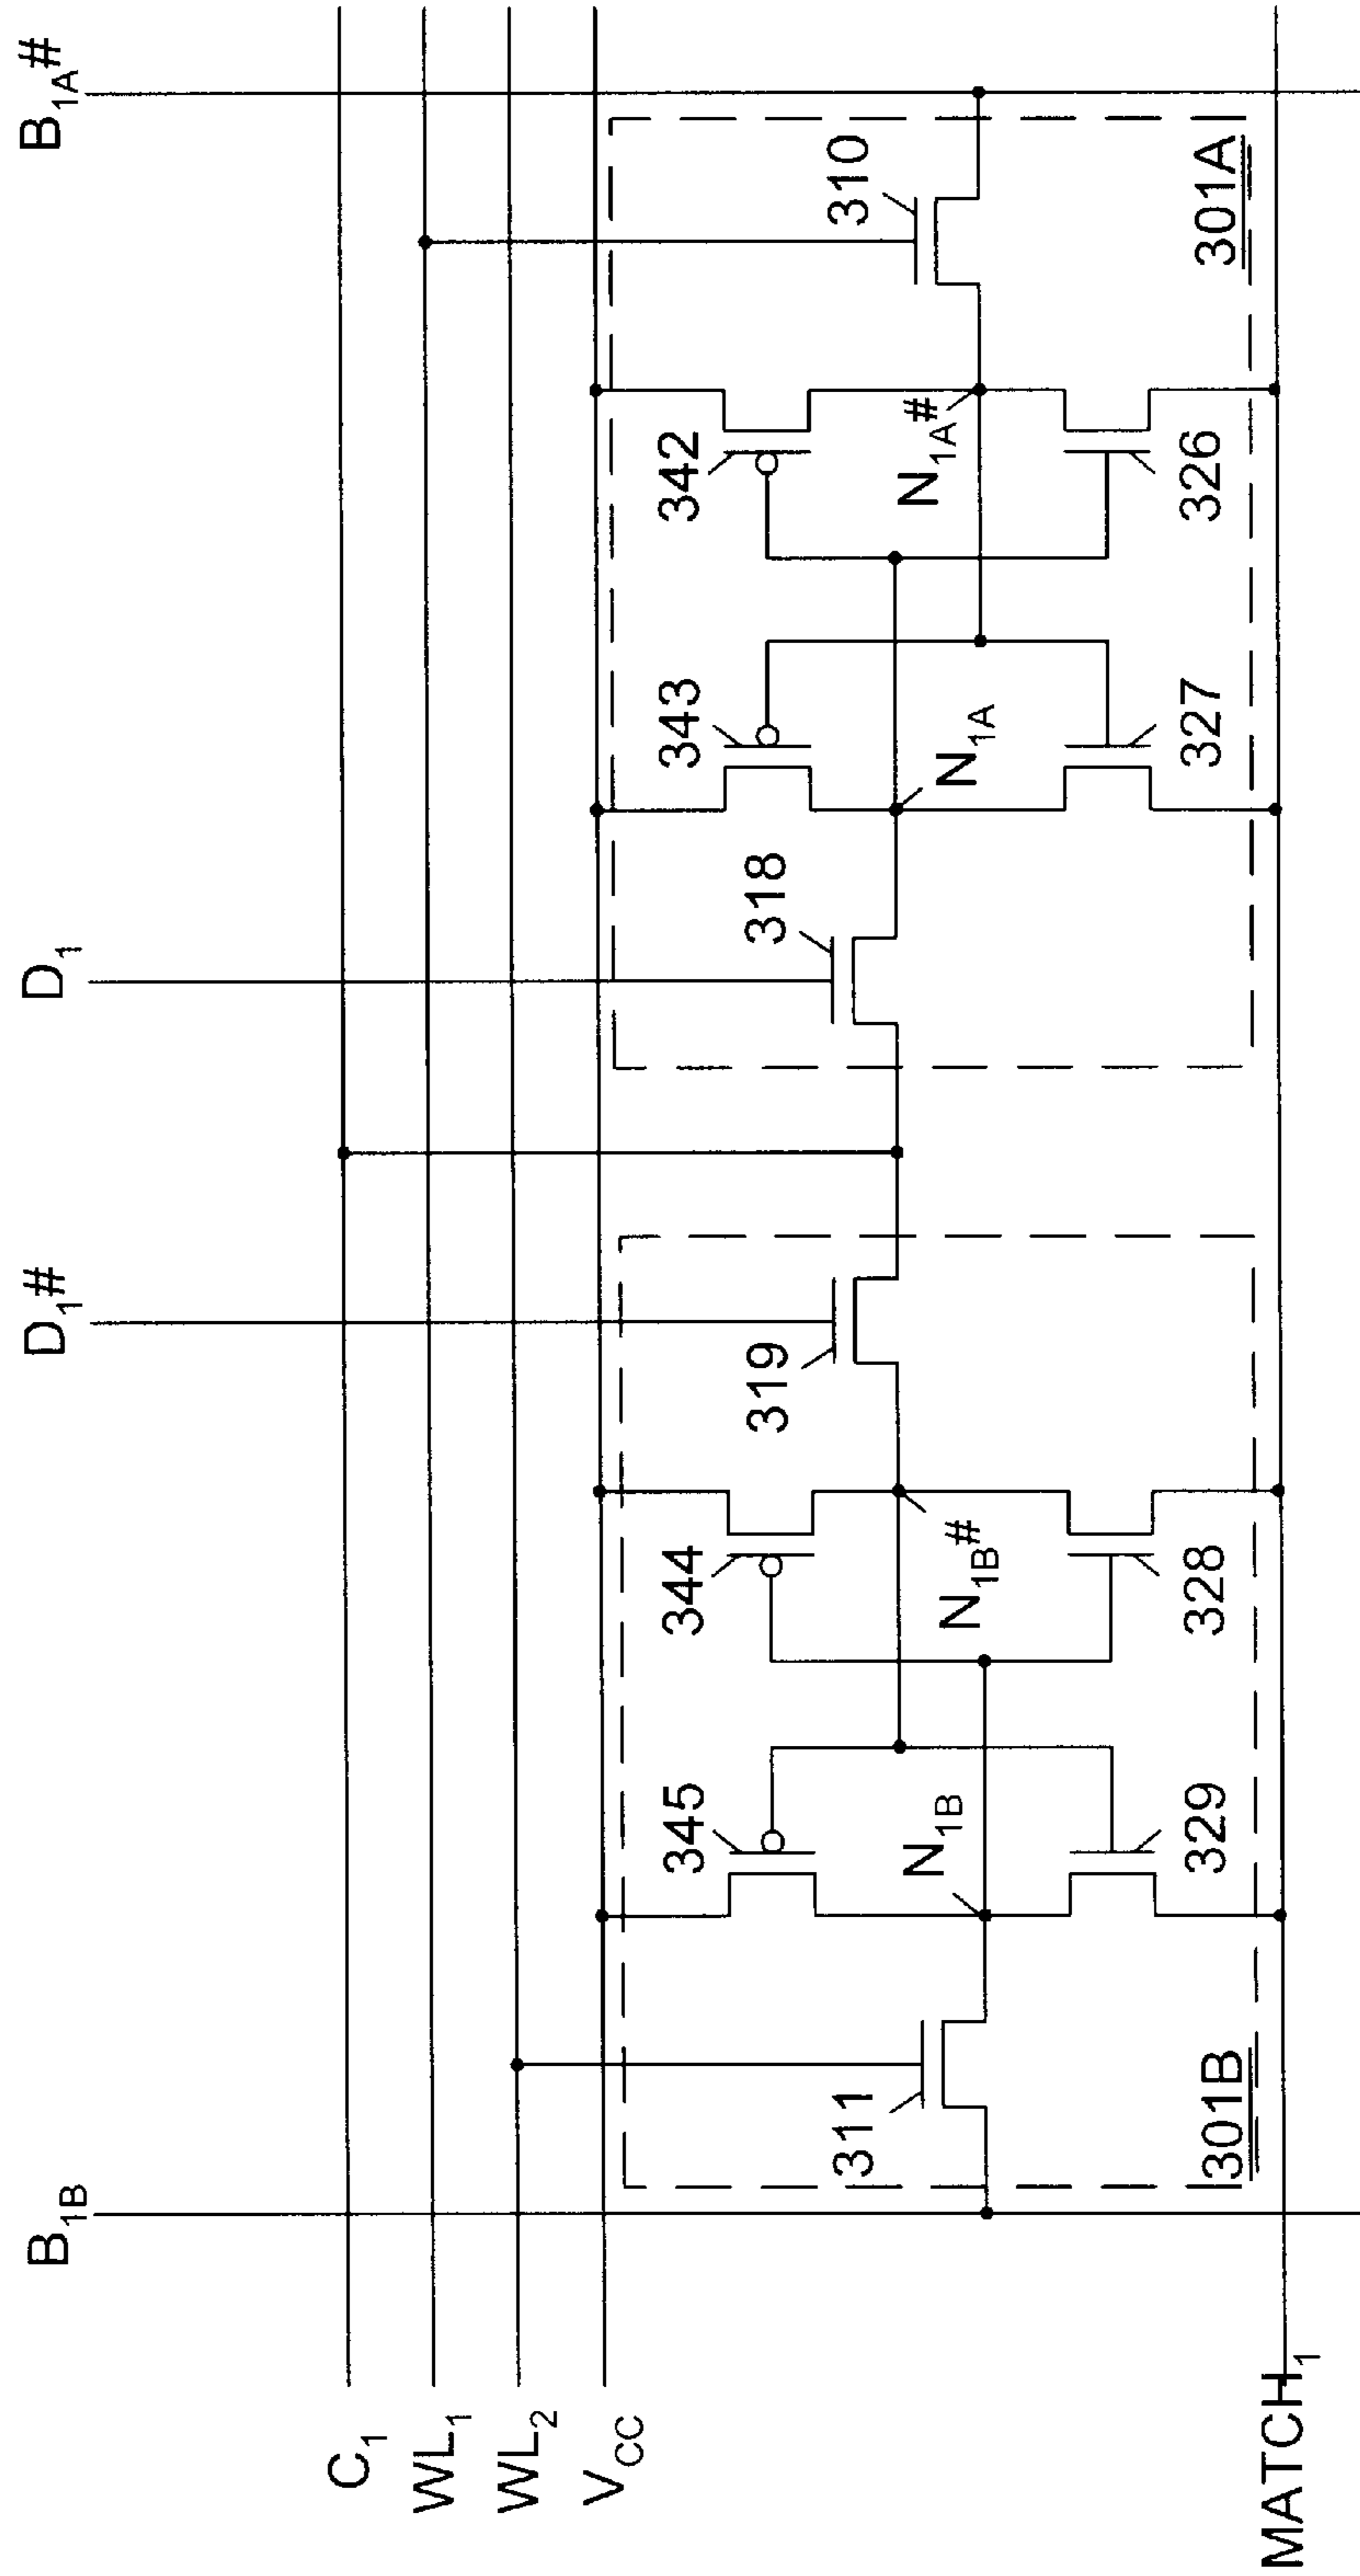 B1B
D1#
D1
B1A#
C1
WL1
WL2
VCC
MATCH1
311
345
N1B
329
344
N1B#
328
319
318
343
N1A
327
342
N1A#
326
310
301B
301A